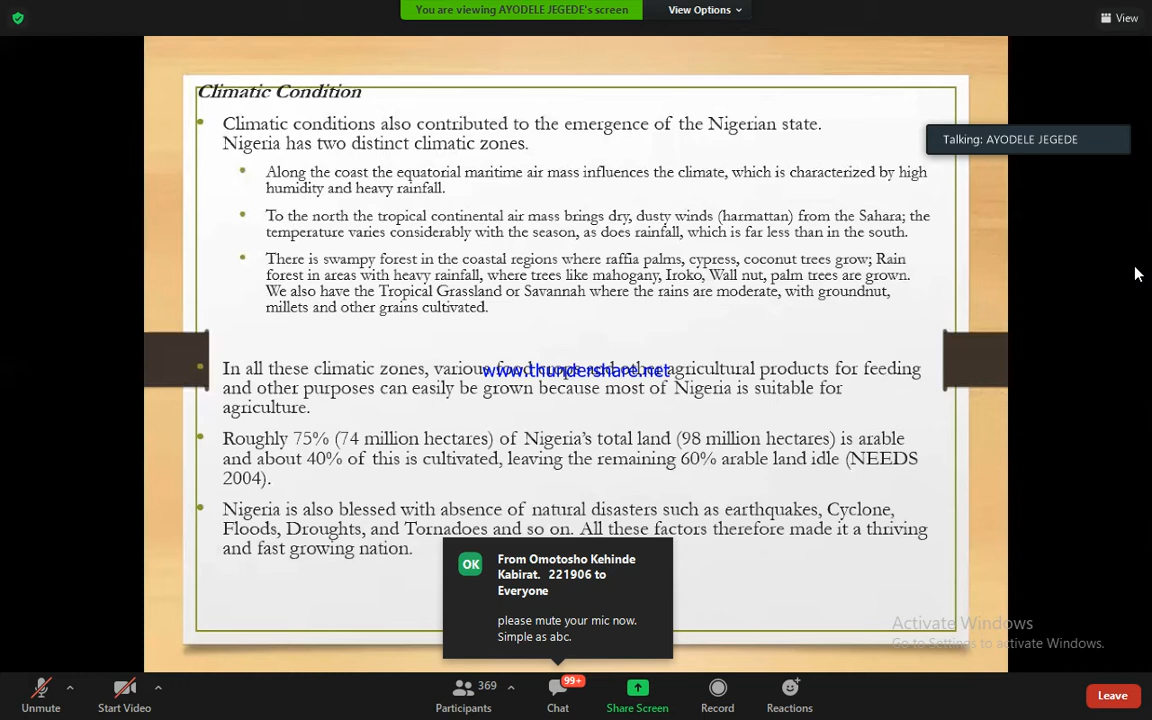 You are viewing AYODELE JEGEDE's screen
View Options
View
Climatic Condition
Climatic conditions also contributed to the emergence of the Nigerian state.
Nigeria has two distinct climatic zones.
Talking: AYODELE JEGEDE
Along the coast the equatorial maritime air mass influences the climate, which is characterized by high
humidity and heavy rainfall.
To the north the tropical continental air mass brings dry, dusty winds (harmattan) from the Sahara; the
temperature varies considerably with the season, as does rainfall, which is far less than in the south.
There is swampy forest in the coastal regions where raffia palms, cypress, coconut trees grow; Rain
forest in areas with heavy rainfall, where trees like mahogany, Iroko, Wall nut, palm trees are grown.
We also have the Tropical Grassland or Savannah where the rains are moderate, with groundnut,
millets and other grains cultivated.
In all these climatic zones, various food crops and other agricultural products for feeding
www.thundershare.net
and other purposes can easily be grown because most of Nigeria is suitable for
agriculture.
Roughly 75% (74 million hectares) of Nigeria's total land (98 million hectares) is arable
and about 40% of this is cultivated, leaving the remaining 60% arable land idle (NEEDS
2004).
Nigeria is also blessed with absence of natural disasters such as earthquakes, Cyclone,
Floods, Droughts, and Tornadoes and so on. All these factors therefore made it a thriving
and fast growing nation.
OK
From Omotosho Kehinde
Kabirat. 221906 to
Everyone
please mute your mic now.
Simple as abc.
Activate Windows
Go to Settings to activate Windows.
Unmute
Start Video
369
Participants
99+
Chat
Share Screen
Record
Reactions
Leave